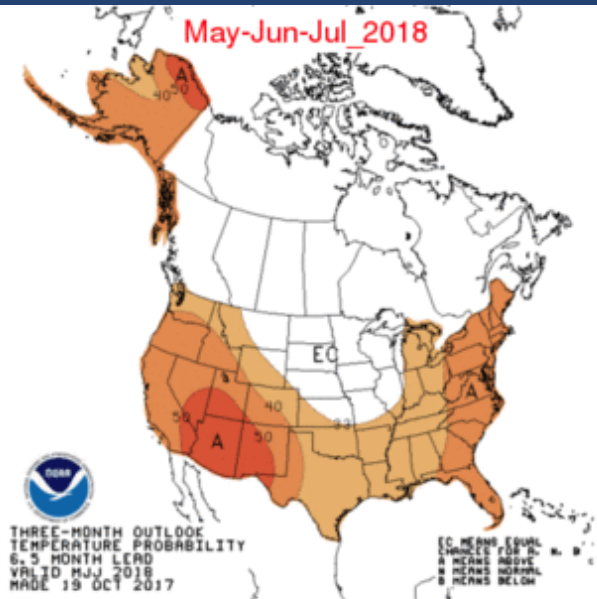 May-Jun-Jul_2018
A
40
50
EC
40
33
50
50
A
A
noaa
THREE-MONTH OUTLOOK
TEMPERATURE PROBABILITY
6.5 MONTH LEAD
VALID MJJ 2018
MADE 19 OCT 2017
EC MEANS EQUAL
CHANCES FOR A, N, B
A MEANS ABOVE
N MEANS NORMAL
B MEANS BELOW